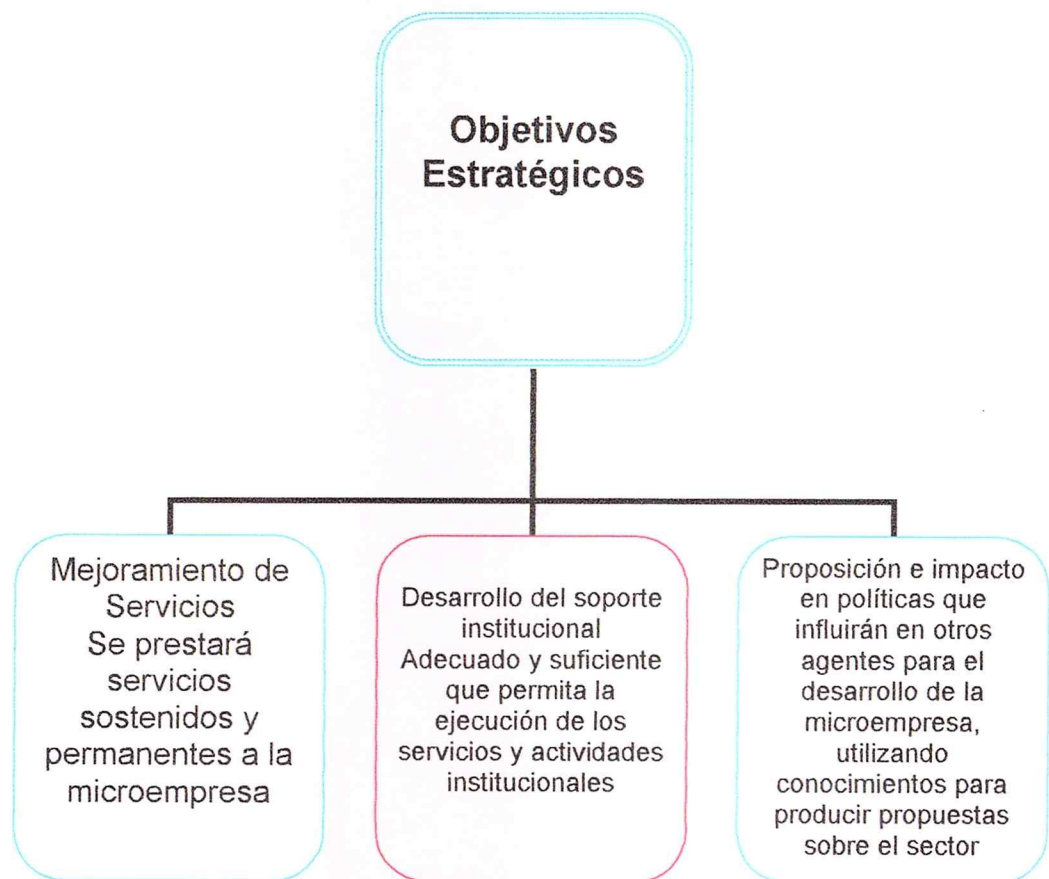 Objetivos
Estratégicos
Mejoramiento de
Servicios
Se prestará
servicios
sostenidos y
permanentes a la
microempresa
Desarrollo del soporte
institucional
Adecuado y suficiente
que permita la
ejecución de los
servicios y actividades
institucionales
Proposición e impacto
en políticas que
influirán en otros
agentes para el
desarrollo de la
microempresa,
utilizando
conocimientos para
producir propuestas
sobre el sector